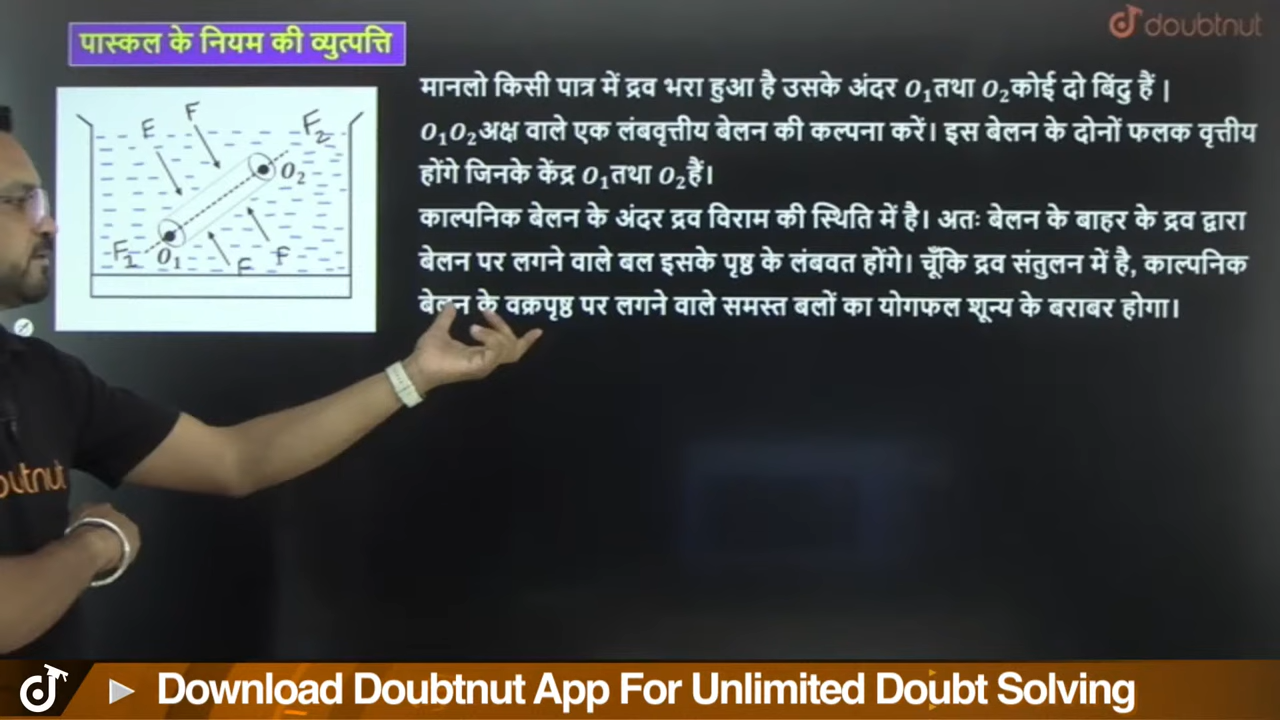 पास्कल के नियम की व्युत्पत्ति
doubtnut
मानलो किसी पात्र में द्रव भरा हुआ है उसके अंदर O₁तथा O₂कोई दो बिंदु हैं |
O₁O₂अक्ष वाले एक लंबवृत्तीय बेलन की कल्पना करें। इस बेलन के दोनों फलक वृत्तीय
होंगे जिनके केंद्र O₁तथा O₂हैं।
काल्पनिक बेलन के अंदर द्रव विराम की स्थिति में है। अतः बेलन के बाहर के द्रव द्वारा
बेलन पर लगने वाले बल इसके पृष्ठ के लंबवत होंगे। चूँकि द्रव संतुलन में है, काल्पनिक
बेलन के वक्रपृष्ठ पर लगने वाले समस्त बलों का योगफल शून्य के बराबर होगा।
F
F
F₂
O₂
F₁
O₁
F
F
outnut
Download Doubtnut App For Unlimited Doubt Solving